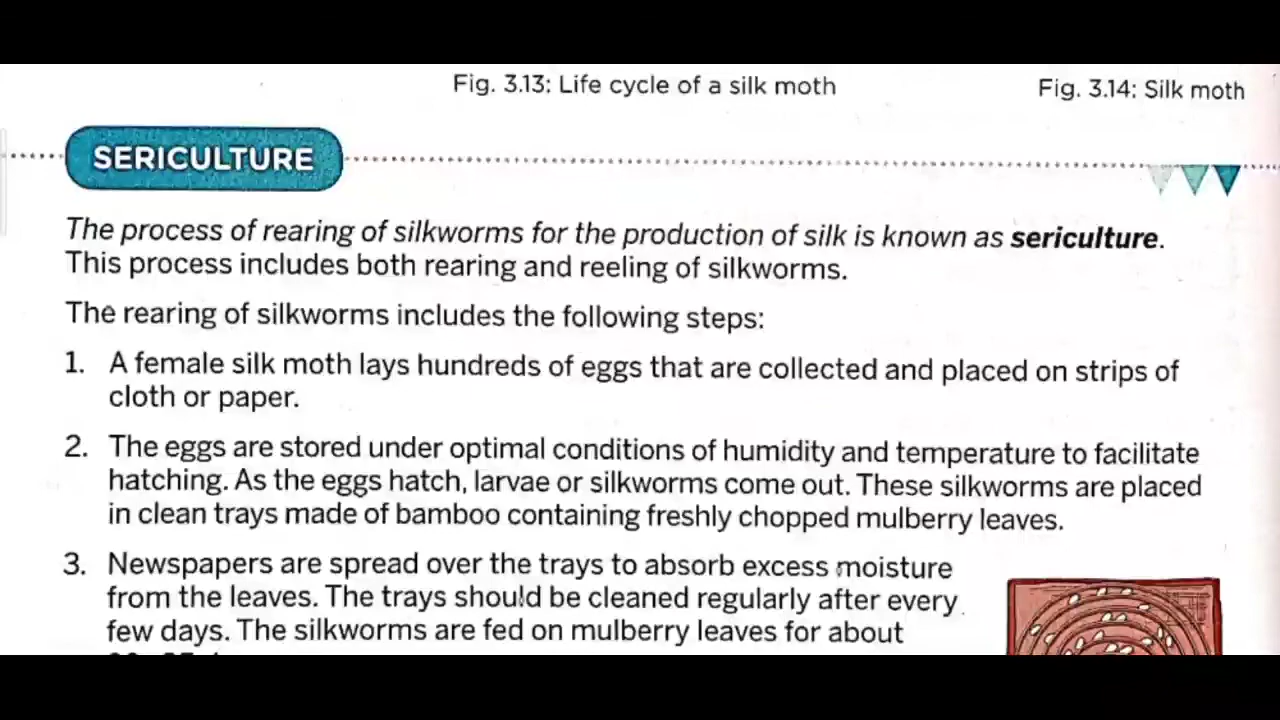 Fig. 3.13: Life cycle of a silk moth
Fig. 3.14: Silk moth
SERICULTURE
The process of rearing of silkworms for the production of silk is known as sericulture.
This process includes both rearing and reeling of silkworms.
The rearing of silkworms includes the following steps:
1. A female silk moth lays hundreds of eggs that are collected and placed on strips of
cloth or paper.
2. The eggs are stored under optimal conditions of humidity and temperature to facilitate
hatching. As the eggs hatch, larvae or silkworms come out. These silkworms are placed
in clean trays made of bamboo containing freshly chopped mulberry leaves.
3. Newspapers are spread over the trays to absorb excess moisture
from the leaves. The trays should be cleaned regularly after every
few days. The silkworms are fed on mulberry leaves for about